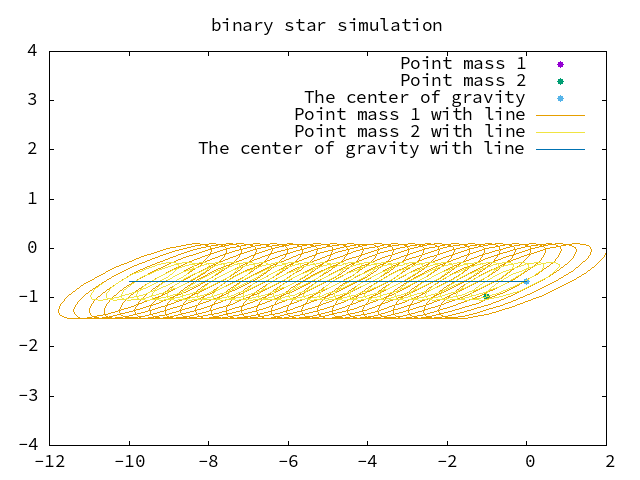 binary star simulation
4
3
2
1
0
-1
-2
-3
-4
Point mass 1
Point mass 2
The center of gravity
Point mass 1 with line
Point mass 2 with line
The center of gravity with line
-12 -10 -8 -6 -4 -2 0 2